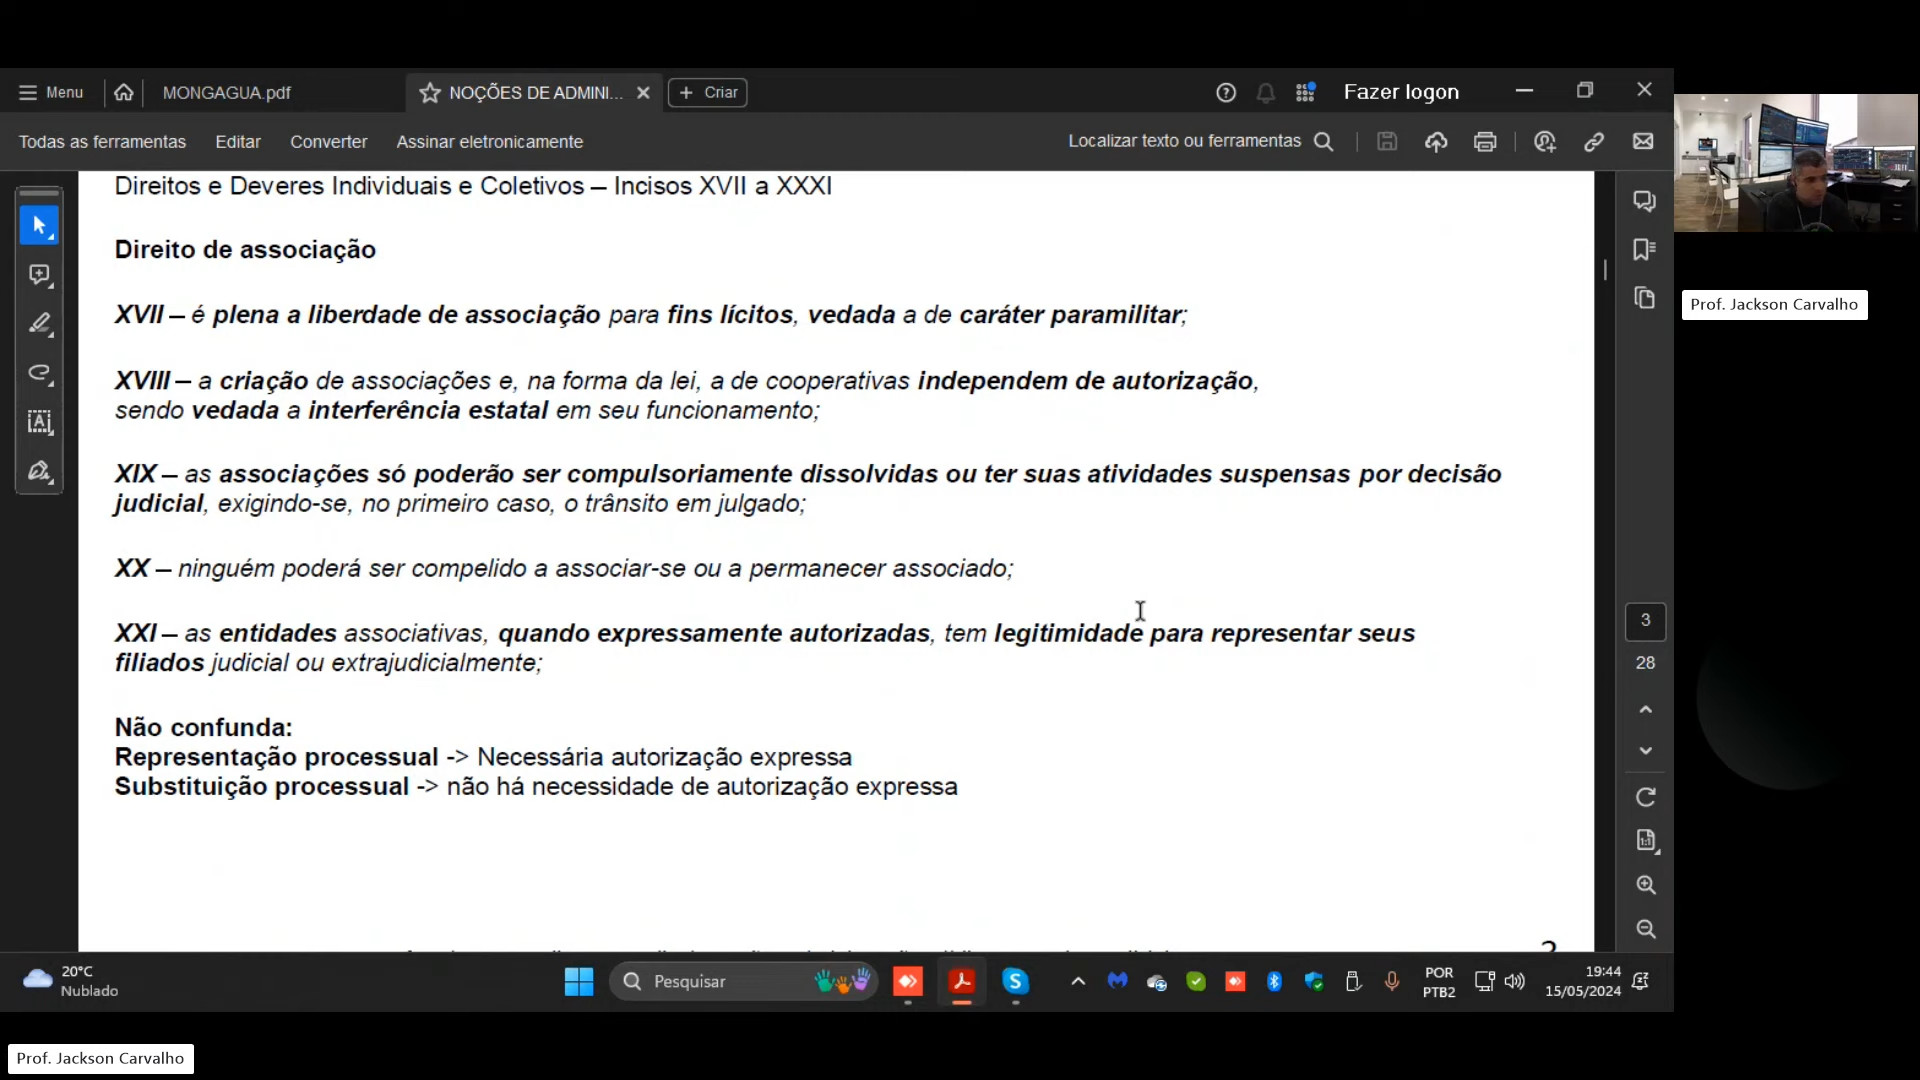 Menu
MONGAGUA.pdf
NOÇÕES DE ADMINI...
Criar
Fazer logon
Todas as ferramentas
Editar
Converter
Assinar eletronicamente
Localizar texto ou ferramentas
Direitos e Deveres Individuais e Coletivos – Incisos XVII a XXXI
Direito de associação
XVII – é plena a liberdade de associação para fins lícitos, vedada a de caráter paramilitar;
XVIII – a criação de associações e, na forma da lei, a de cooperativas independem de autorização,
sendo vedada a interferência estatal em seu funcionamento;
XIX – as associações só poderão ser compulsoriamente dissolvidas ou ter suas atividades suspensas por decisão
judicial, exigindo-se, no primeiro caso, o trânsito em julgado;
XX – ninguém poderá ser compelido a associar-se ou a permanecer associado;
XXI – as entidades associativas, quando expressamente autorizadas, tem legitimidade para representar seus
filiados judicial ou extrajudicialmente;
Não confunda:
Representação processual -> Necessária autorização expressa
Substituição processual -> não há necessidade de autorização expressa
3
28
Prof. Jackson Carvalho
20°C
Nublado
Pesquisar
POR
PTB2
19:44
15/05/2024
Prof. Jackson Carvalho